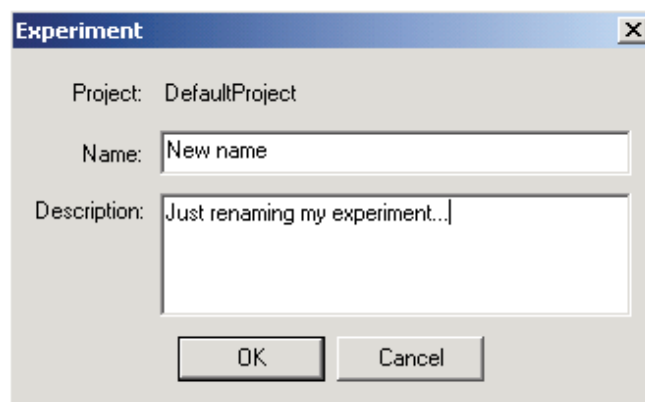 Experiment
Project: DefaultProject
Name: New name
Description: Just renaming my experiment...
OK Cancel